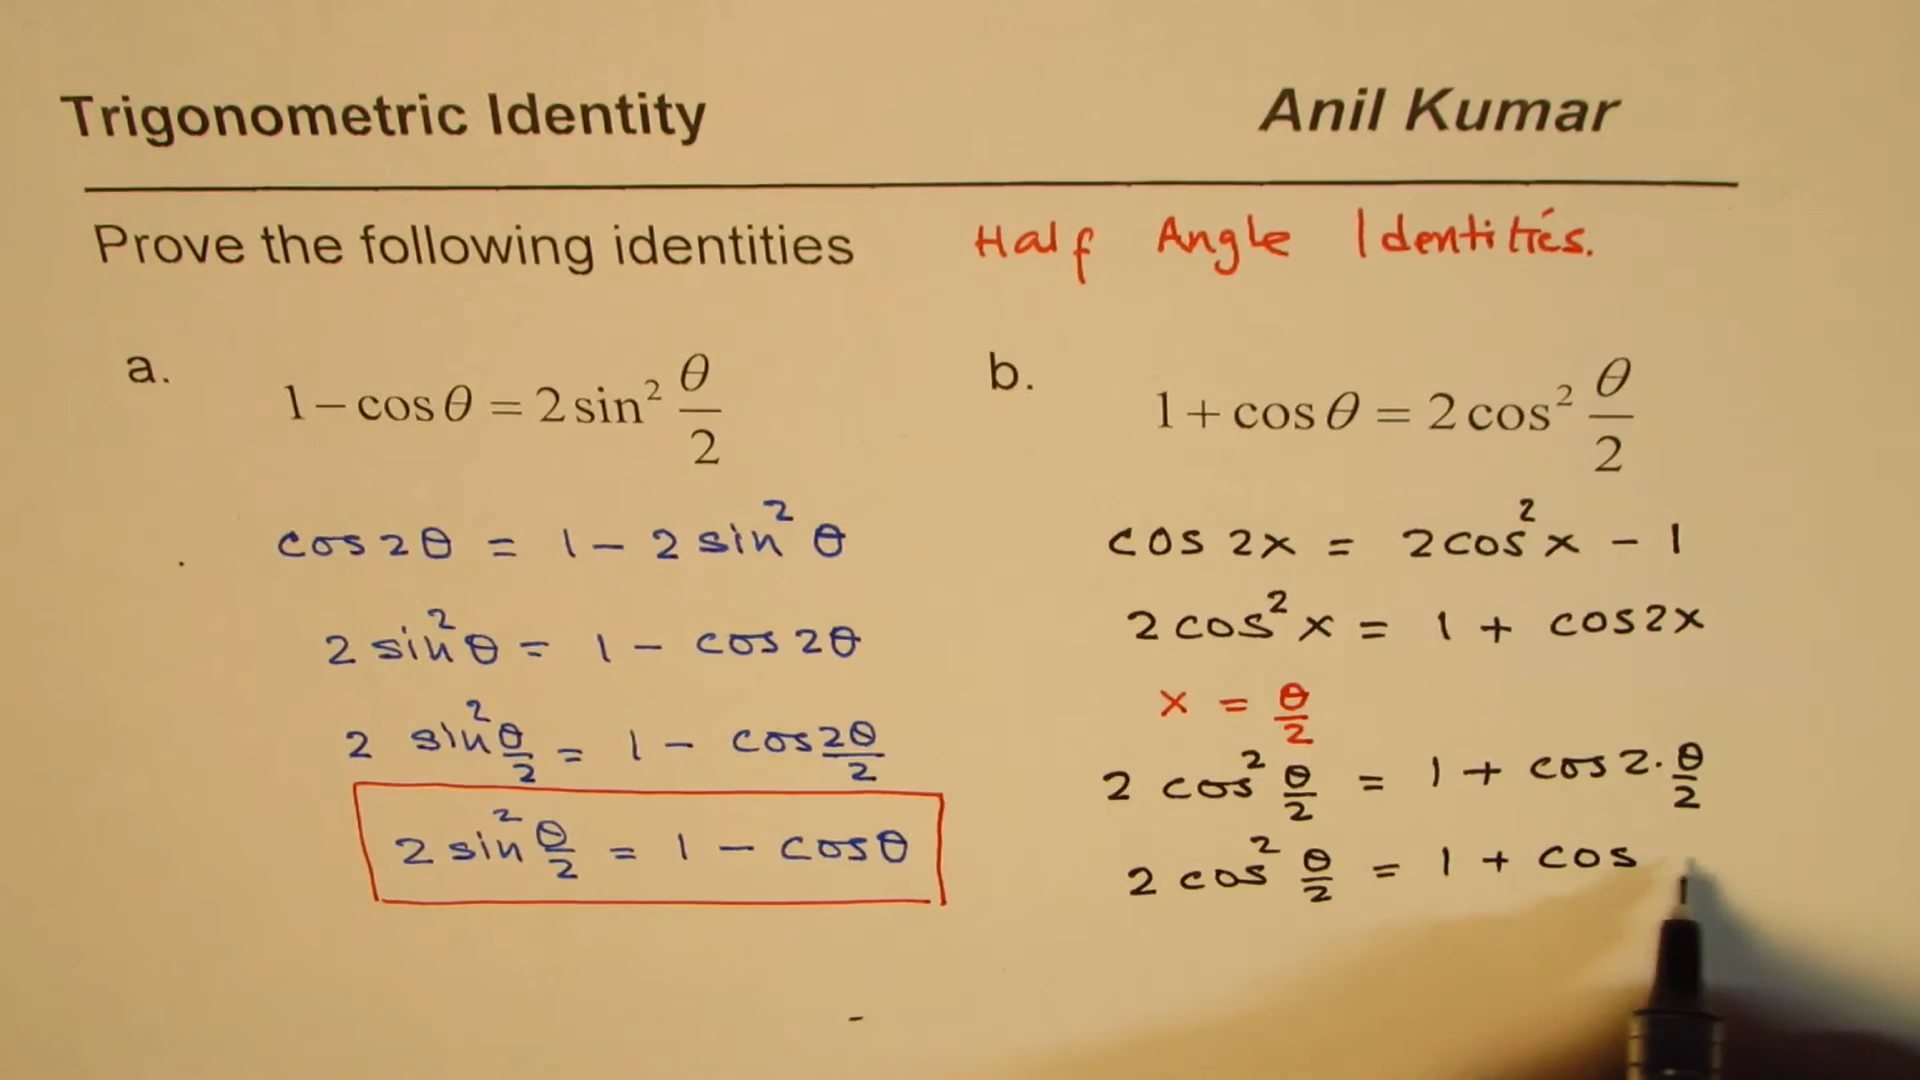 Trigonometric Identity Anil Kumar
Prove the following identities Half Angle Identities.
a. 1 − cos θ = 2 sin² θ/2
cos 2θ = 1 − 2 sin² θ
2 sin² θ = 1 − cos 2θ
2 sin² θ/2 = 1 − cos 2θ/2
2 sin² θ/2 = 1 − cos θ
b. 1 + cos θ = 2 cos² θ/2
cos 2x = 2 cos² x − 1
2 cos² x = 1 + cos 2x
x = θ/2
2 cos² θ/2 = 1 + cos 2 · θ/2
2 cos² θ/2 = 1 + cos